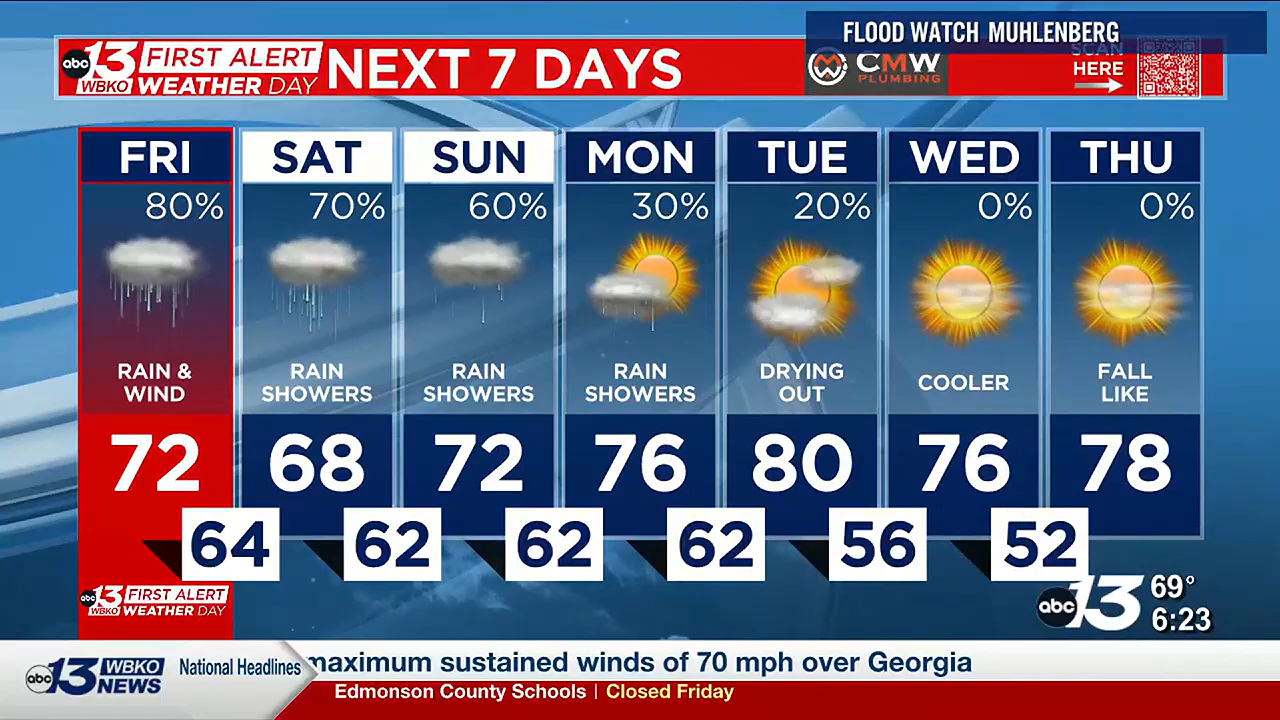 FLOOD WATCH MUHLENBERG
abc 13 WBKO FIRST ALERT WEATHER DAY
NEXT 7 DAYS
CMW
PLUMBING
SCAN
HERE
FRI SAT SUN MON TUE WED THU
80% 70% 60% 30% 20% 0% 0%
RAIN & WIND
RAIN SHOWERS
RAIN SHOWERS
RAIN SHOWERS
DRYING OUT
COOLER
FALL LIKE
72 68 72 76 80 76 78
64 62 62 62 56 52
abc 13 WBKO FIRST ALERT WEATHER DAY
abc 13
69°
6:23
abc 13 WBKO NEWS
National Headlines
maximum sustained winds of 70 mph over Georgia
Edmonson County Schools | Closed Friday